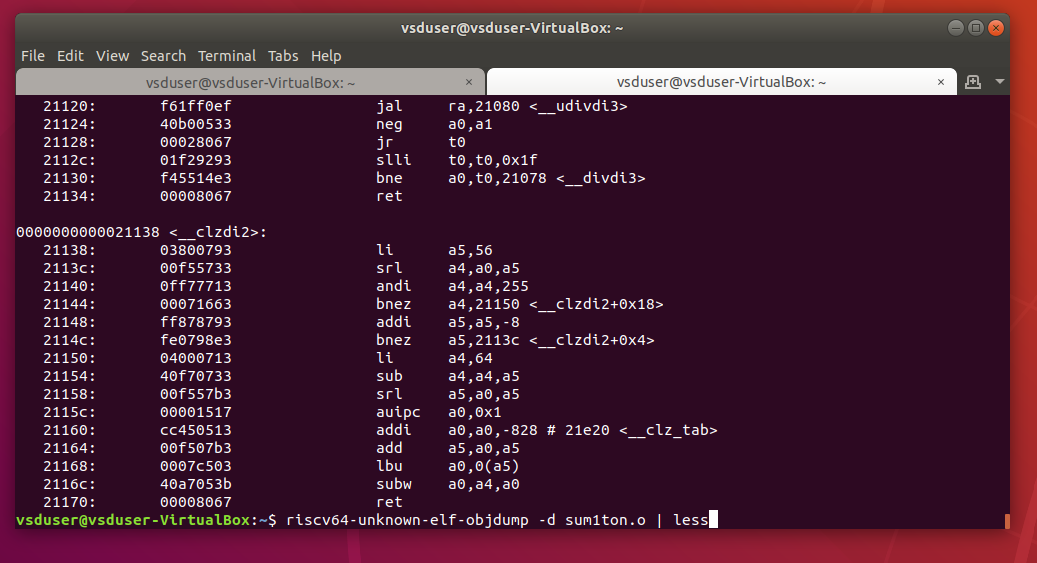 vsduser@vsduser-VirtualBox: ~
File Edit View Search Terminal Tabs Help
vsduser@vsduser-VirtualBox: ~ × vsduser@vsduser-VirtualBox: ~ ×
21120: f61ff0ef jal ra,21080 <__udivdi3>
21124: 40b00533 neg a0,a1
21128: 00028067 jr t0
2112c: 01f29293 slli t0,t0,0x1f
21130: f45514e3 bne a0,t0,21078 <__divdi3>
21134: 00008067 ret
0000000000021138 <__clzdi2>:
21138: 03800793 li a5,56
2113c: 00f55733 srl a4,a0,a5
21140: 0ff77713 andi a4,a4,255
21144: 00071663 bnez a4,21150 <__clzdi2+0x18>
21148: ff878793 addi a5,a5,-8
2114c: fe0798e3 bnez a5,2113c <__clzdi2+0x4>
21150: 04000713 li a4,64
21154: 40f70733 sub a4,a4,a5
21158: 00f557b3 srl a5,a0,a5
2115c: 00001517 auipc a0,0x1
21160: cc450513 addi a0,a0,-828 # 21e20 <__clz_tab>
21164: 00f507b3 add a5,a0,a5
21168: 0007c503 lbu a0,0(a5)
2116c: 40a7053b subw a0,a4,a0
21170: 00008067 ret
vsduser@vsduser-VirtualBox:~$ riscv64-unknown-elf-objdump -d sum1ton.o | less